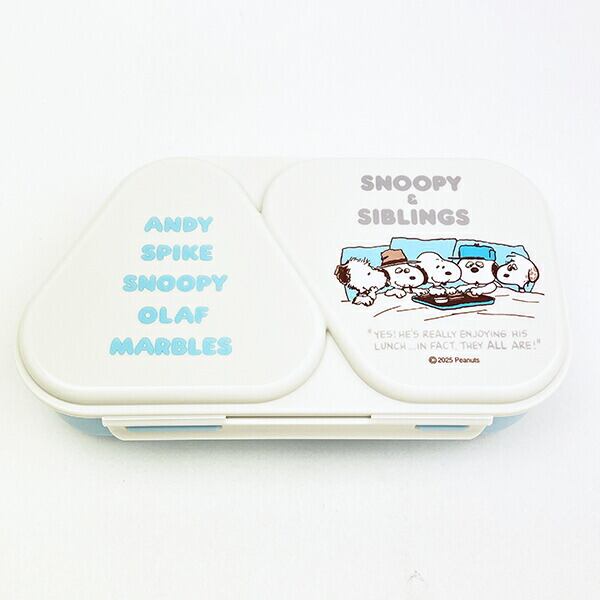 ANDY
SPIKE
SNOOPY
OLAF
MARBLES
SNOOPY
&
SIBLINGS
"YES! HE'S REALLY ENJOYING HIS
LUNCH...IN FACT, THEY ALL ARE!"
©2025 Peanuts